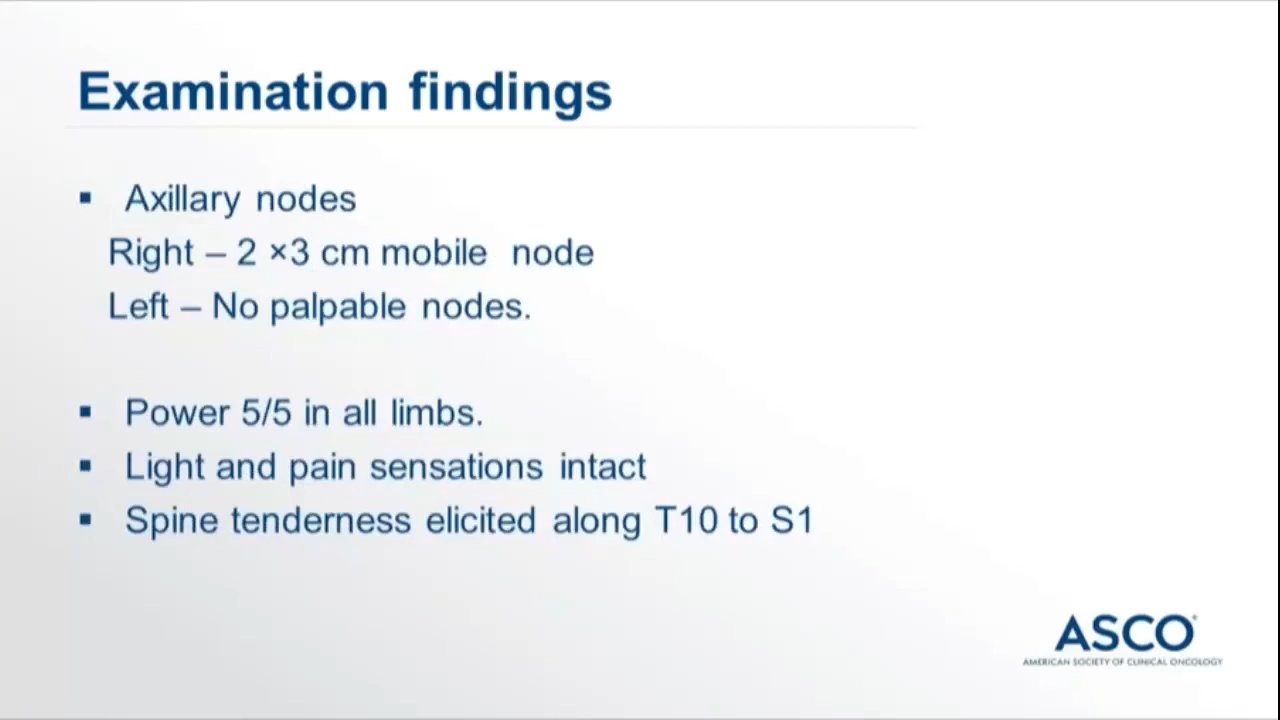 Examination findings
▪ Axillary nodes
Right – 2 ×3 cm mobile node
Left – No palpable nodes.
▪ Power 5/5 in all limbs.
▪ Light and pain sensations intact
▪ Spine tenderness elicited along T10 to S1
ASCO®
AMERICAN SOCIETY OF CLINICAL ONCOLOGY